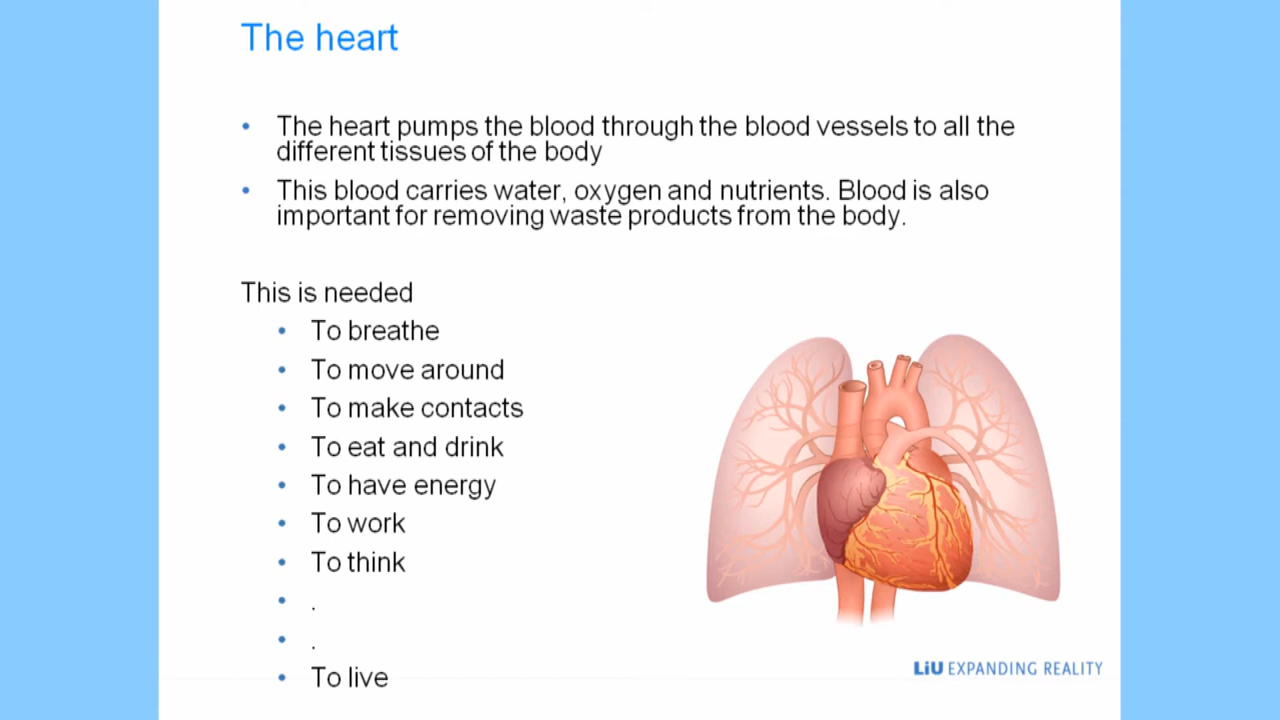 The heart
• The heart pumps the blood through the blood vessels to all the
different tissues of the body
• This blood carries water, oxygen and nutrients. Blood is also
important for removing waste products from the body.
This is needed
• To breathe
• To move around
• To make contacts
• To eat and drink
• To have energy
• To work
• To think
• .
• .
• To live
LiU EXPANDING REALITY